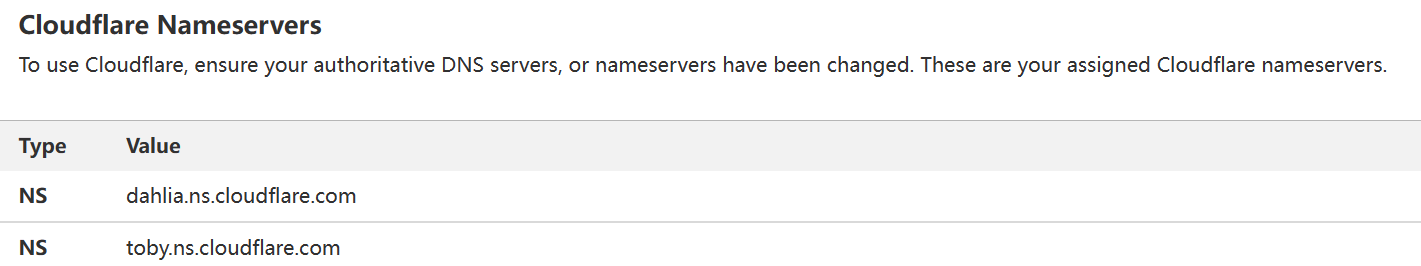 Cloudflare Nameservers
To use Cloudflare, ensure your authoritative DNS servers, or nameservers have been changed. These are your assigned Cloudflare nameservers.
Type Value
NS dahlia.ns.cloudflare.com
NS toby.ns.cloudflare.com